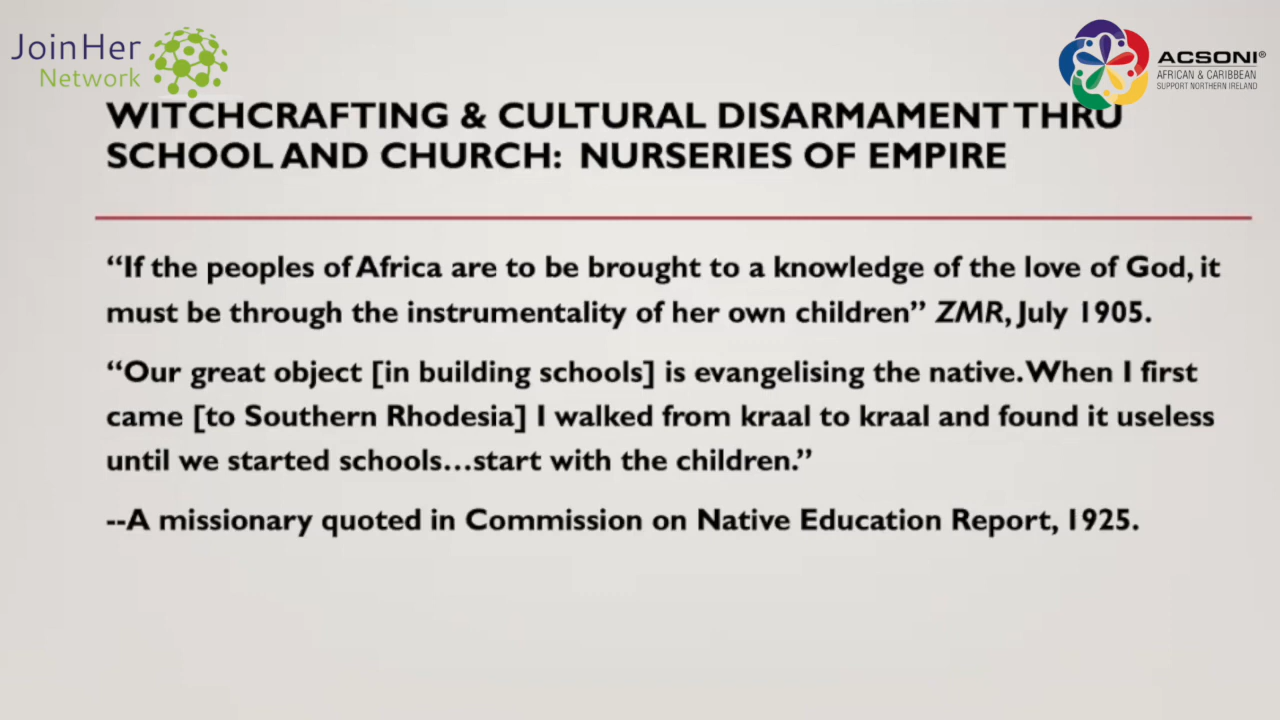 JoinHer
Network
ACSONI®
AFRICAN & CARIBBEAN
SUPPORT NORTHERN IRELAND
WITCHCRAFTING & CULTURAL DISARMAMENT THRU
SCHOOL AND CHURCH: NURSERIES OF EMPIRE
“If the peoples of Africa are to be brought to a knowledge of the love of God, it
must be through the instrumentality of her own children” ZMR, July 1905.
“Our great object [in building schools] is evangelising the native. When I first
came [to Southern Rhodesia] I walked from kraal to kraal and found it useless
until we started schools…start with the children.”
--A missionary quoted in Commission on Native Education Report, 1925.